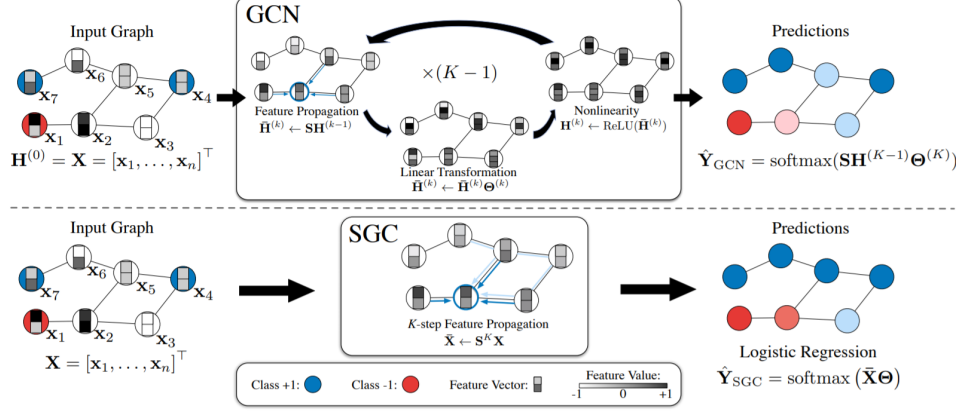 GCN
Input Graph
x₆
x₅
x₇
x₄
x₁
x₂
x₃
H⁽⁰⁾ = X = [x₁, . . . , xₙ]ᵀ
×(K − 1)
Feature Propagation
H̄⁽ᵏ⁾ ← SH⁽ᵏ⁻¹⁾
Nonlinearity
H⁽ᵏ⁾ ← ReLU(H̄⁽ᵏ⁾)
Linear Transformation
H̄⁽ᵏ⁾ ← H̄⁽ᵏ⁾Θ⁽ᵏ⁾
Predictions
Ŷ_GCN = softmax(SH⁽ᴷ⁻¹⁾Θ⁽ᴷ⁾)
Input Graph
x₆
x₅
x₇
x₄
x₁
x₂
x₃
X = [x₁, . . . , xₙ]ᵀ
SGC
K-step Feature Propagation
X̄ ← SᴷX
Predictions
Logistic Regression
Ŷ_SGC = softmax (X̄Θ)
Class +1:
Class -1:
Feature Vector:
Feature Value:
-1 0 +1